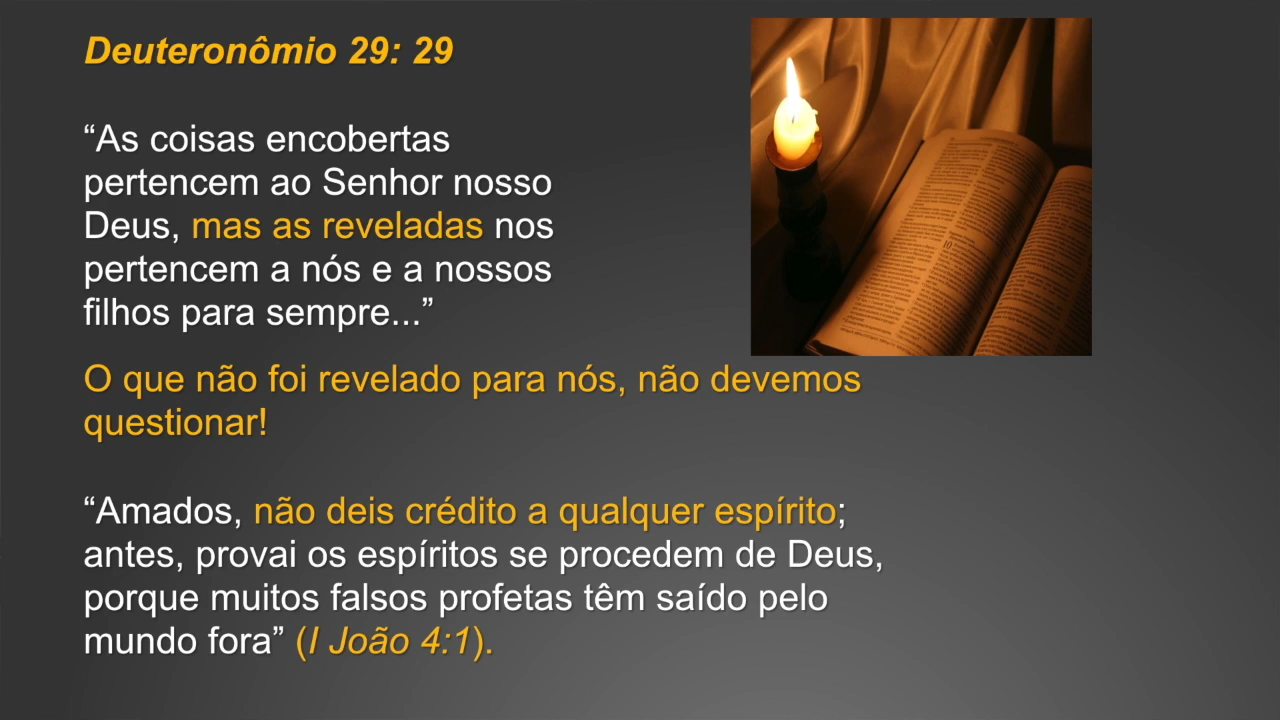 Deuteronômio 29: 29
“As coisas encobertas
pertencem ao Senhor nosso
Deus, mas as reveladas nos
pertencem a nós e a nossos
filhos para sempre...”
O que não foi revelado para nós, não devemos
questionar!
“Amados, não deis crédito a qualquer espírito;
antes, provai os espíritos se procedem de Deus,
porque muitos falsos profetas têm saído pelo
mundo fora” (I João 4:1).